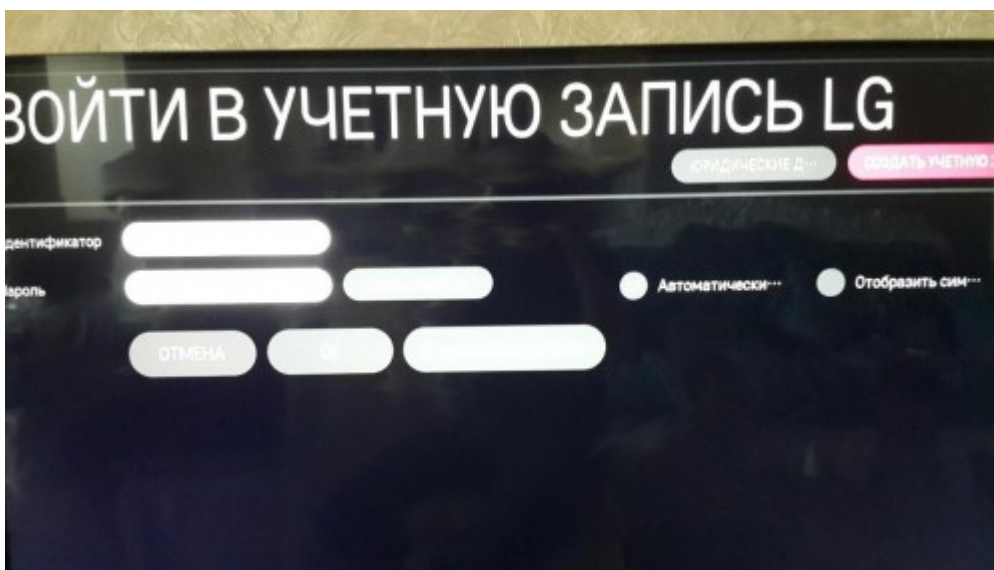 ВОЙТИ В УЧЕТНУЮ ЗАПИСЬ LG
ЮРИДИЧЕСКИЕ Д... СОЗДАТЬ УЧЕТНУЮ
дентификатор
ароль Автоматически... Отобразить сим...
ОТМЕНА OK